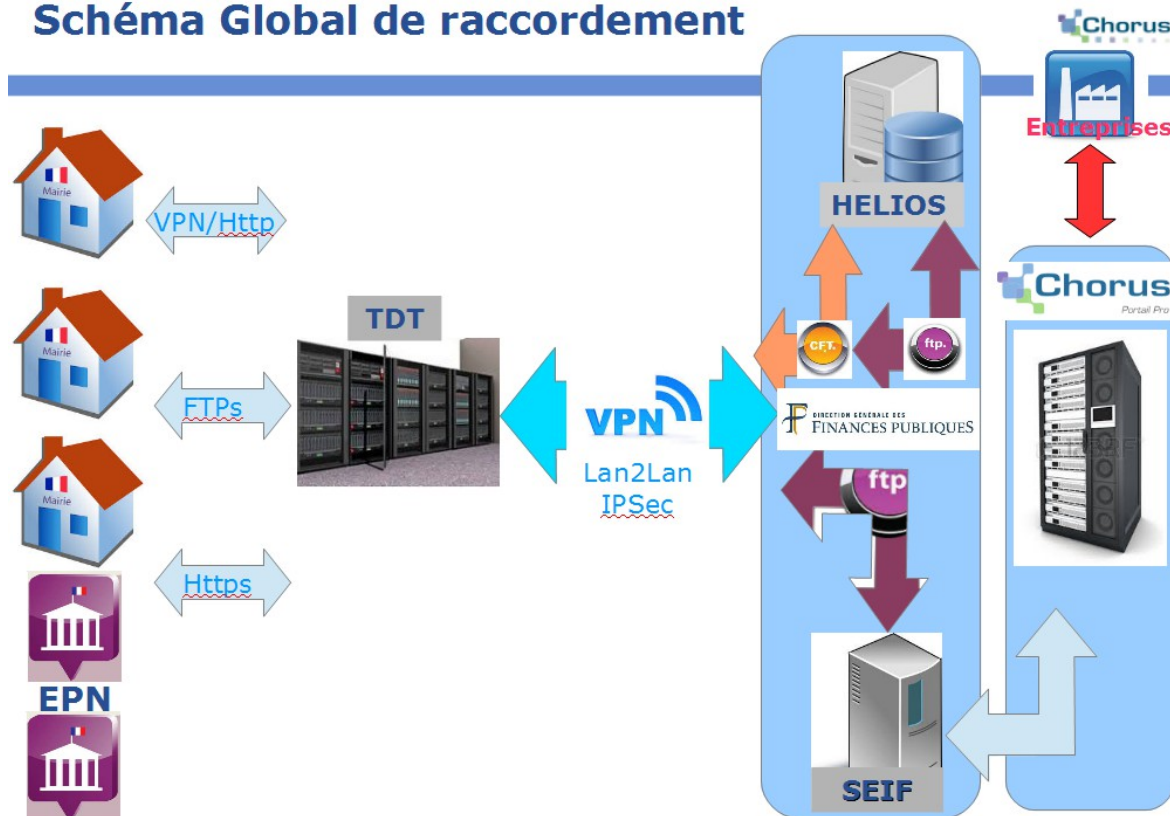 Schéma Global de raccordement
Chorus
Entreprises
Mairie
VPN/Http
HELIOS
Chorus
Portail Pro
Mairie
TDT
CFT.
ftp.
FTPs
VPN
DIRECTION GÉNÉRALE DES
FINANCES PUBLIQUES
Lan2Lan
IPSec
ftp
Mairie
Https
EPN
SEIF